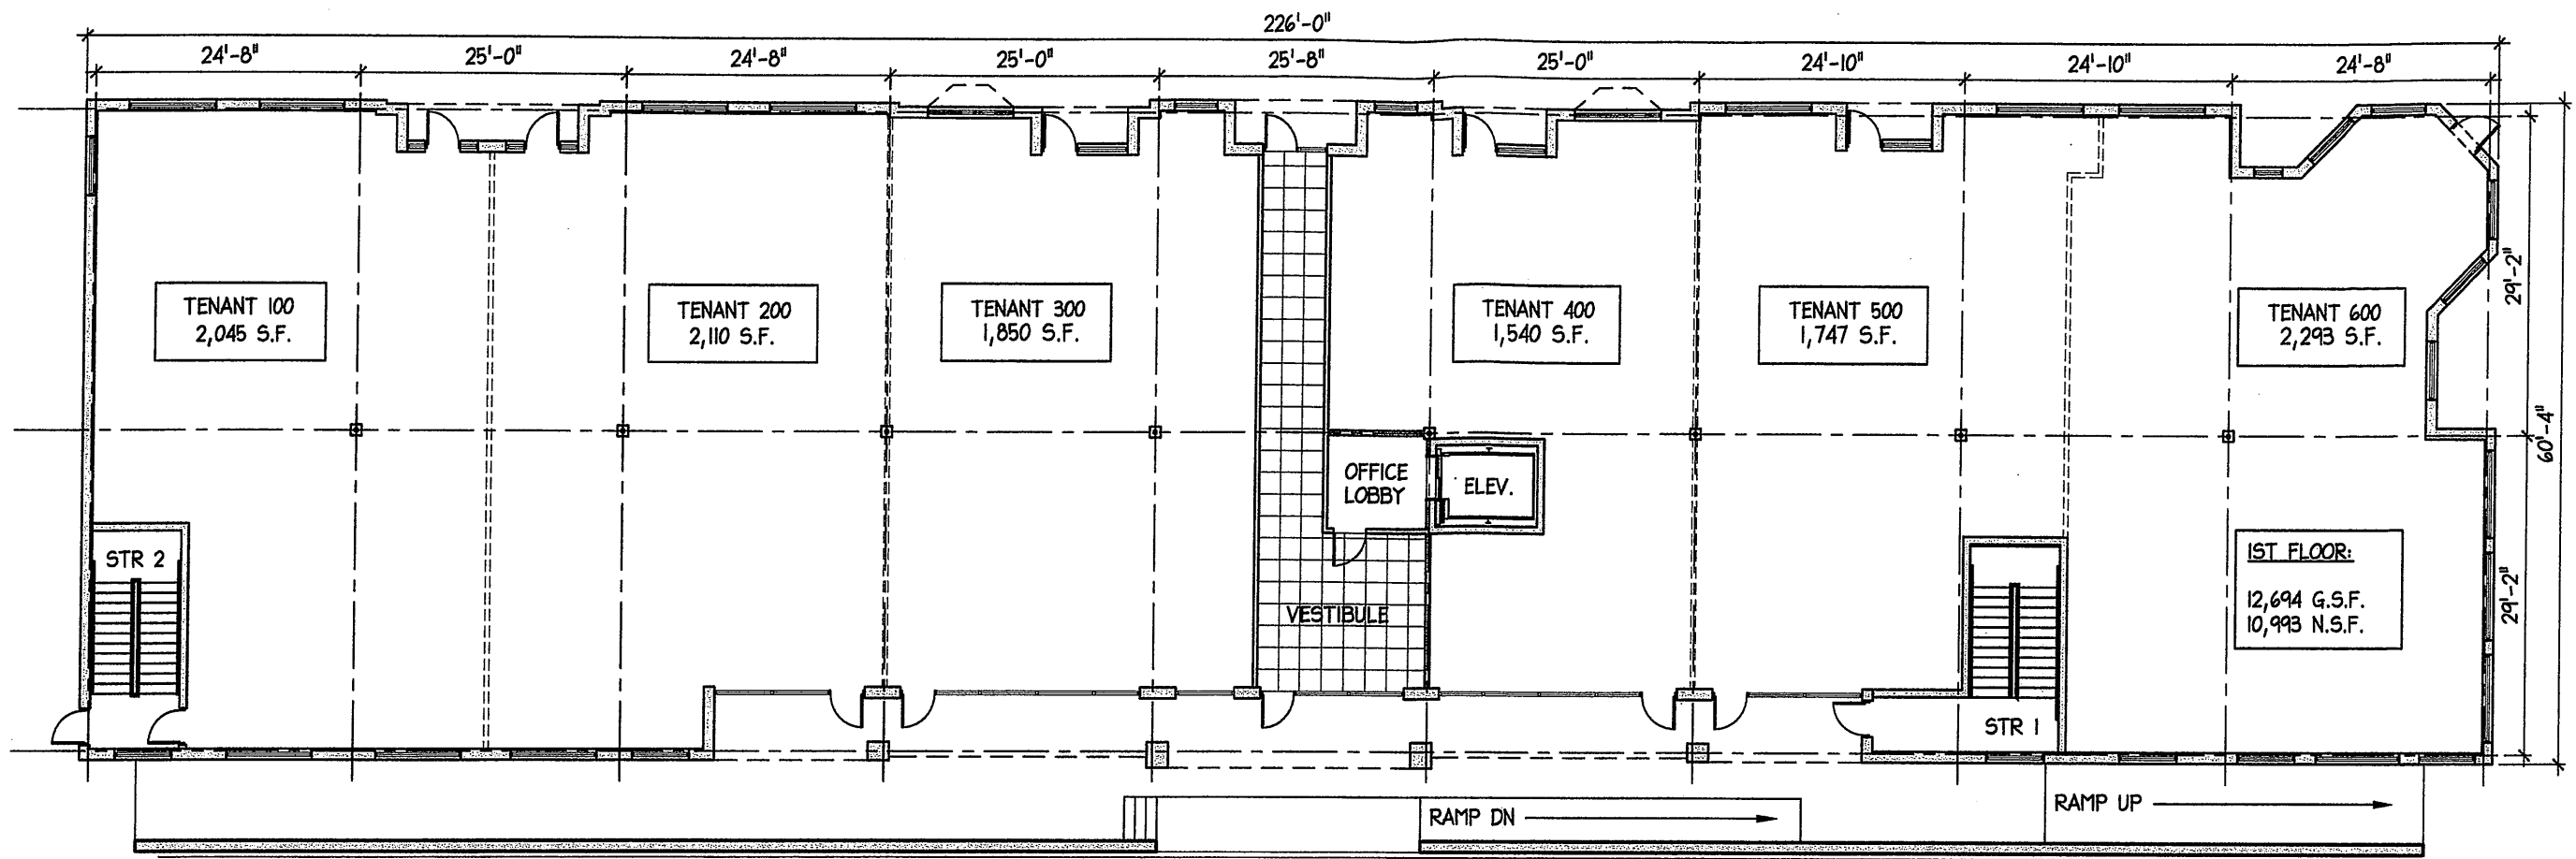 226'-0"
24'-8"
25'-0"
24'-8"
25'-0"
25'-8"
25'-0"
24'-10"
24'-10"
24'-8"
TENANT 100
2,045 S.F.
TENANT 200
2,110 S.F.
TENANT 300
1,850 S.F.
TENANT 400
1,540 S.F.
TENANT 500
1,747 S.F.
TENANT 600
2,293 S.F.
29'-2"
60'-4"
OFFICE
LOBBY
ELEV.
STR 2
VESTIBULE
1ST FLOOR:
12,694 G.S.F.
10,993 N.S.F.
29'-2"
STR 1
RAMP DN
RAMP UP